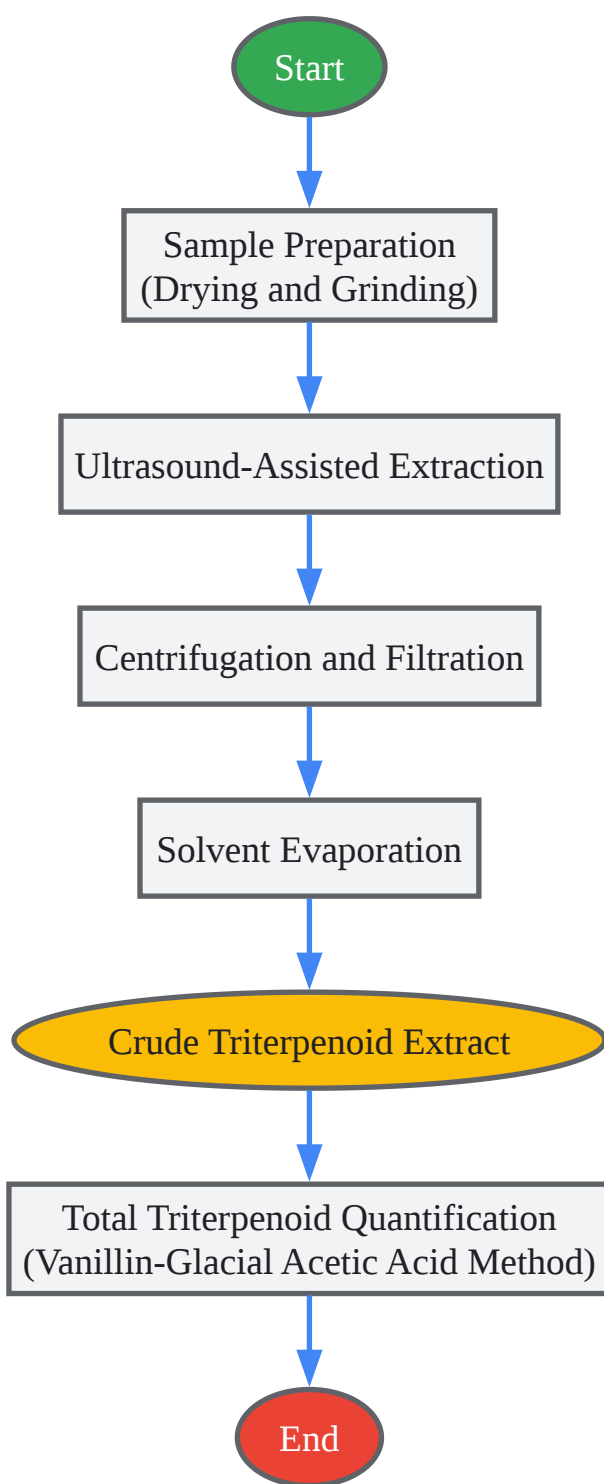 Start
Sample Preparation
(Drying and Grinding)
Ultrasound-Assisted Extraction
Centrifugation and Filtration
Solvent Evaporation
Crude Triterpenoid Extract
Total Triterpenoid Quantification
(Vanillin-Glacial Acetic Acid Method)
End